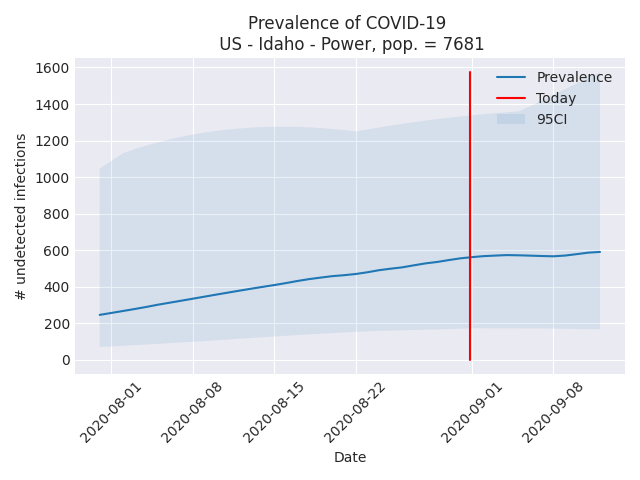 Prevalence of COVID-19
US - Idaho - Power, pop. = 7681
# undetected infections
1600
1400
1200
1000
800
600
400
200
0
Prevalence
Today
95CI
2020-08-01
2020-08-08
2020-08-15
2020-08-22
2020-09-01
2020-09-08
Date